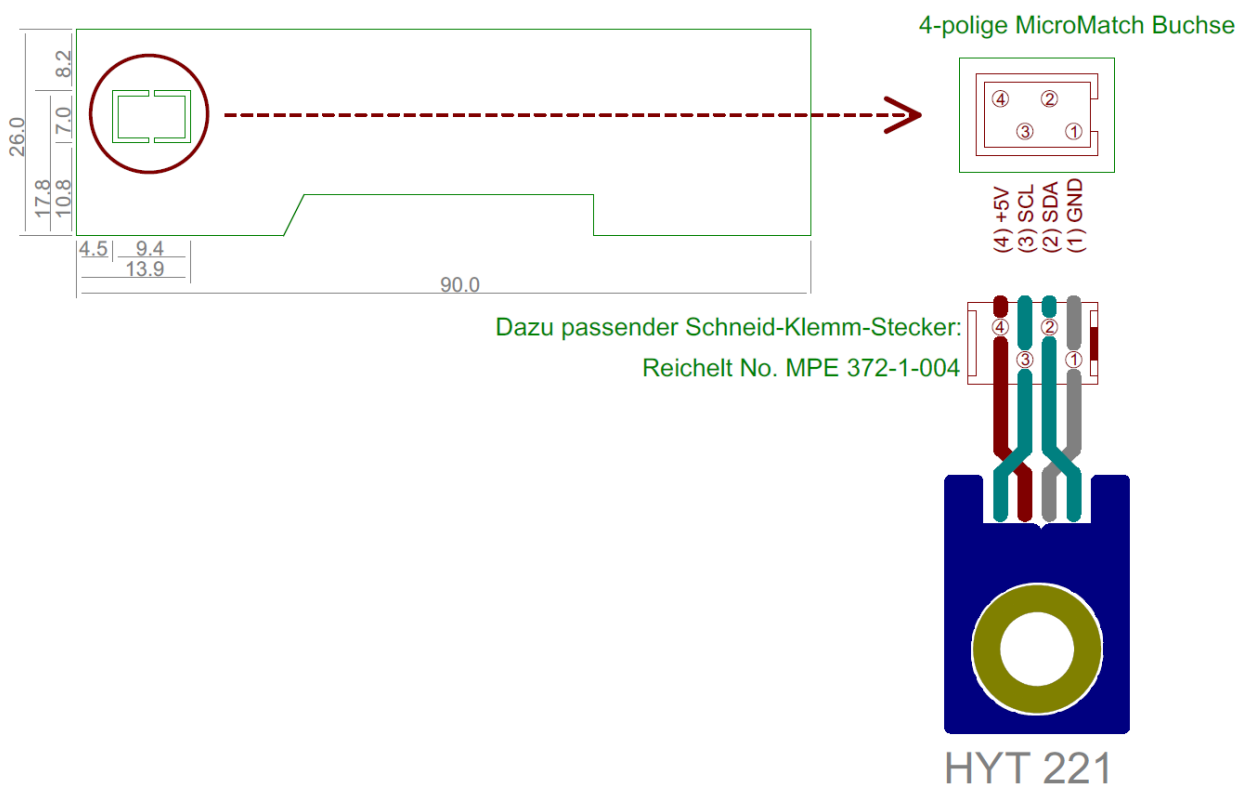 4-polige MicroMatch Buchse
8.2
7.0
26.0
17.8
10.8
4.5
9.4
13.9
90.0
4
2
3
1
(4) +5V
(3) SCL
(2) SDA
(1) GND
Dazu passender Schneid-Klemm-Stecker:
Reichelt No. MPE 372-1-004
4
2
3
1
HYT 221